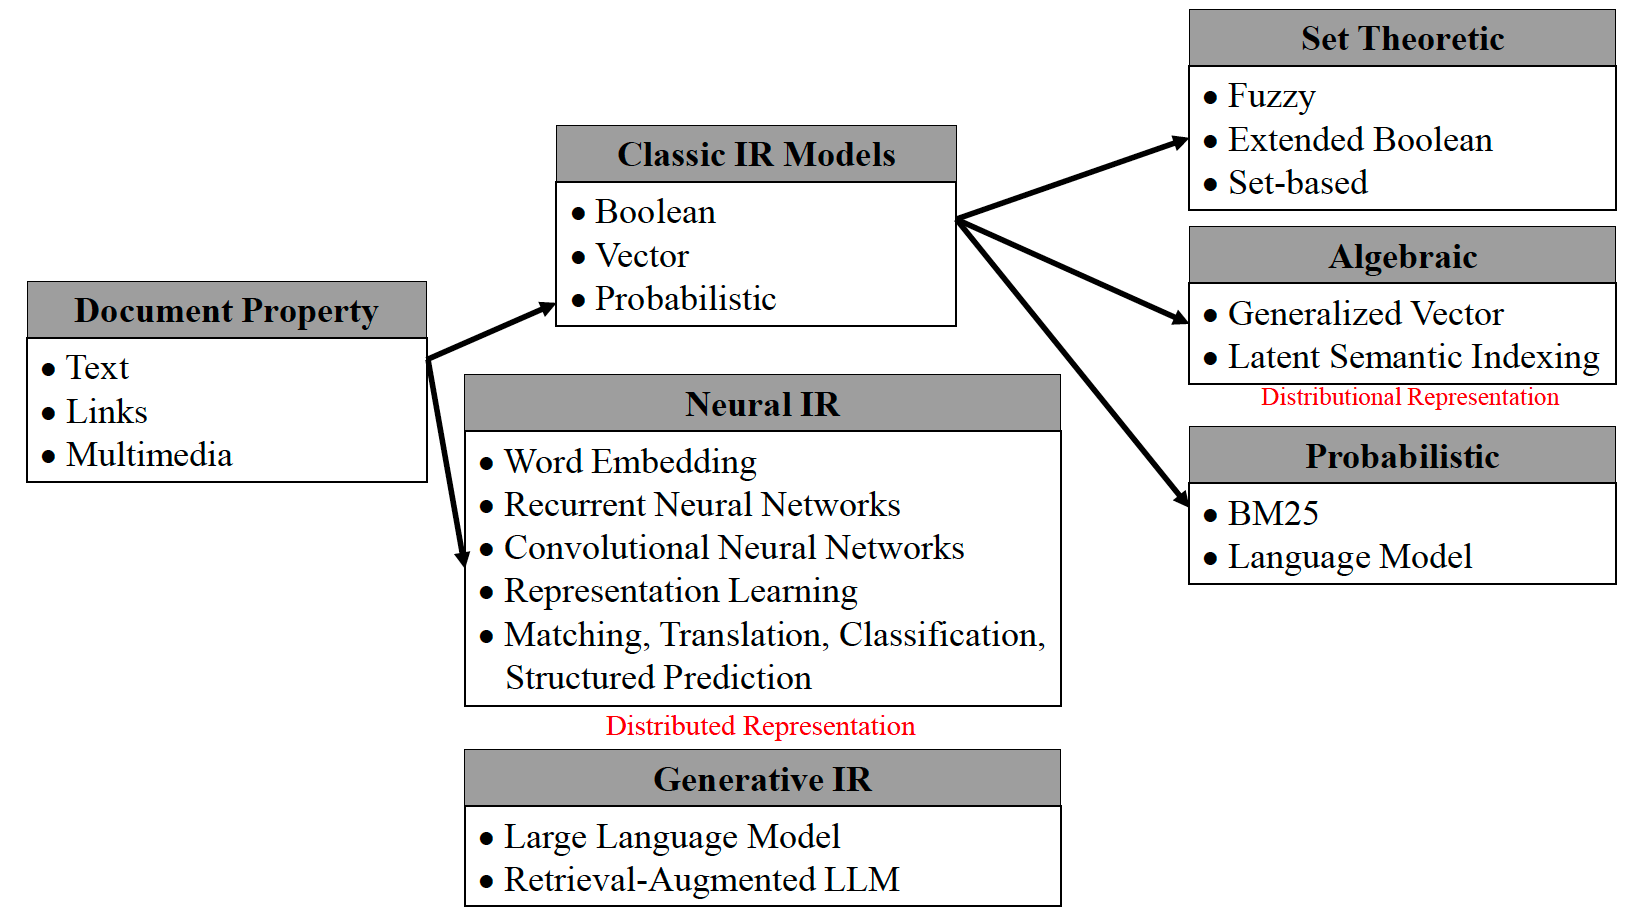 Document Property
• Text
• Links
• Multimedia
Classic IR Models
• Boolean
• Vector
• Probabilistic
Neural IR
• Word Embedding
• Recurrent Neural Networks
• Convolutional Neural Networks
• Representation Learning
• Matching, Translation, Classification,
Structured Prediction
Distributed Representation
Generative IR
• Large Language Model
• Retrieval-Augmented LLM
Set Theoretic
• Fuzzy
• Extended Boolean
• Set-based
Algebraic
• Generalized Vector
• Latent Semantic Indexing
Distributional Representation
Probabilistic
• BM25
• Language Model